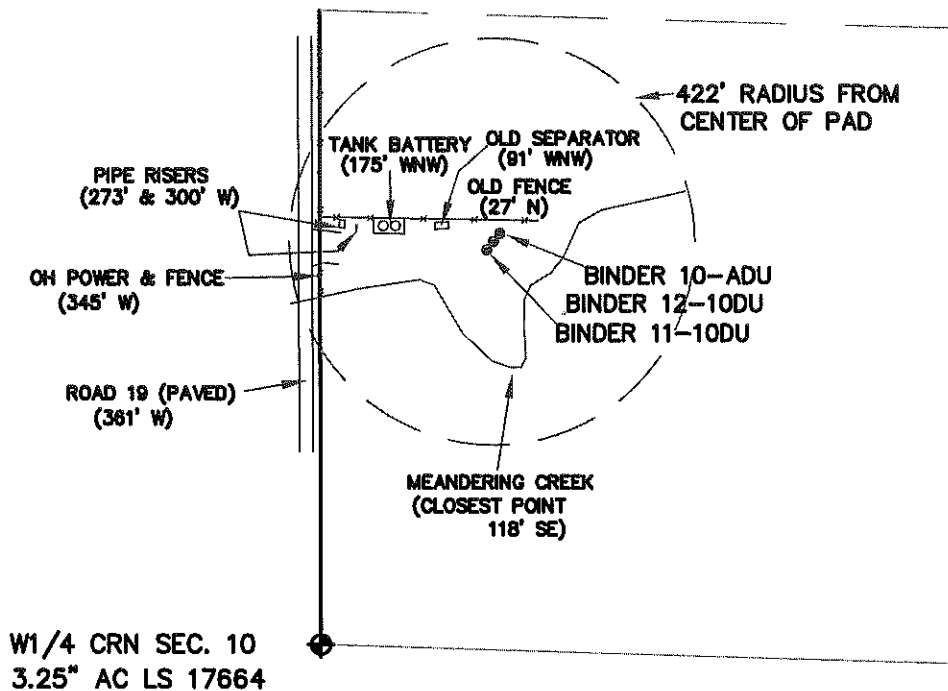 422' RADIUS FROM
CENTER OF PAD
TANK BATTERY
(175' WNW)
OLD SEPARATOR
(91' WNW)
PIPE RISERS
(273' & 300' W)
OLD FENCE
(27' N)
OH POWER & FENCE
(345' W)
BINDER 10-ADU
BINDER 12-10DU
BINDER 11-10DU
ROAD 19 (PAVED)
(361' W)
MEANDERING CREEK
(CLOSEST POINT
118' SE)
W1/4 CRN SEC. 10
3.25" AC LS 17664